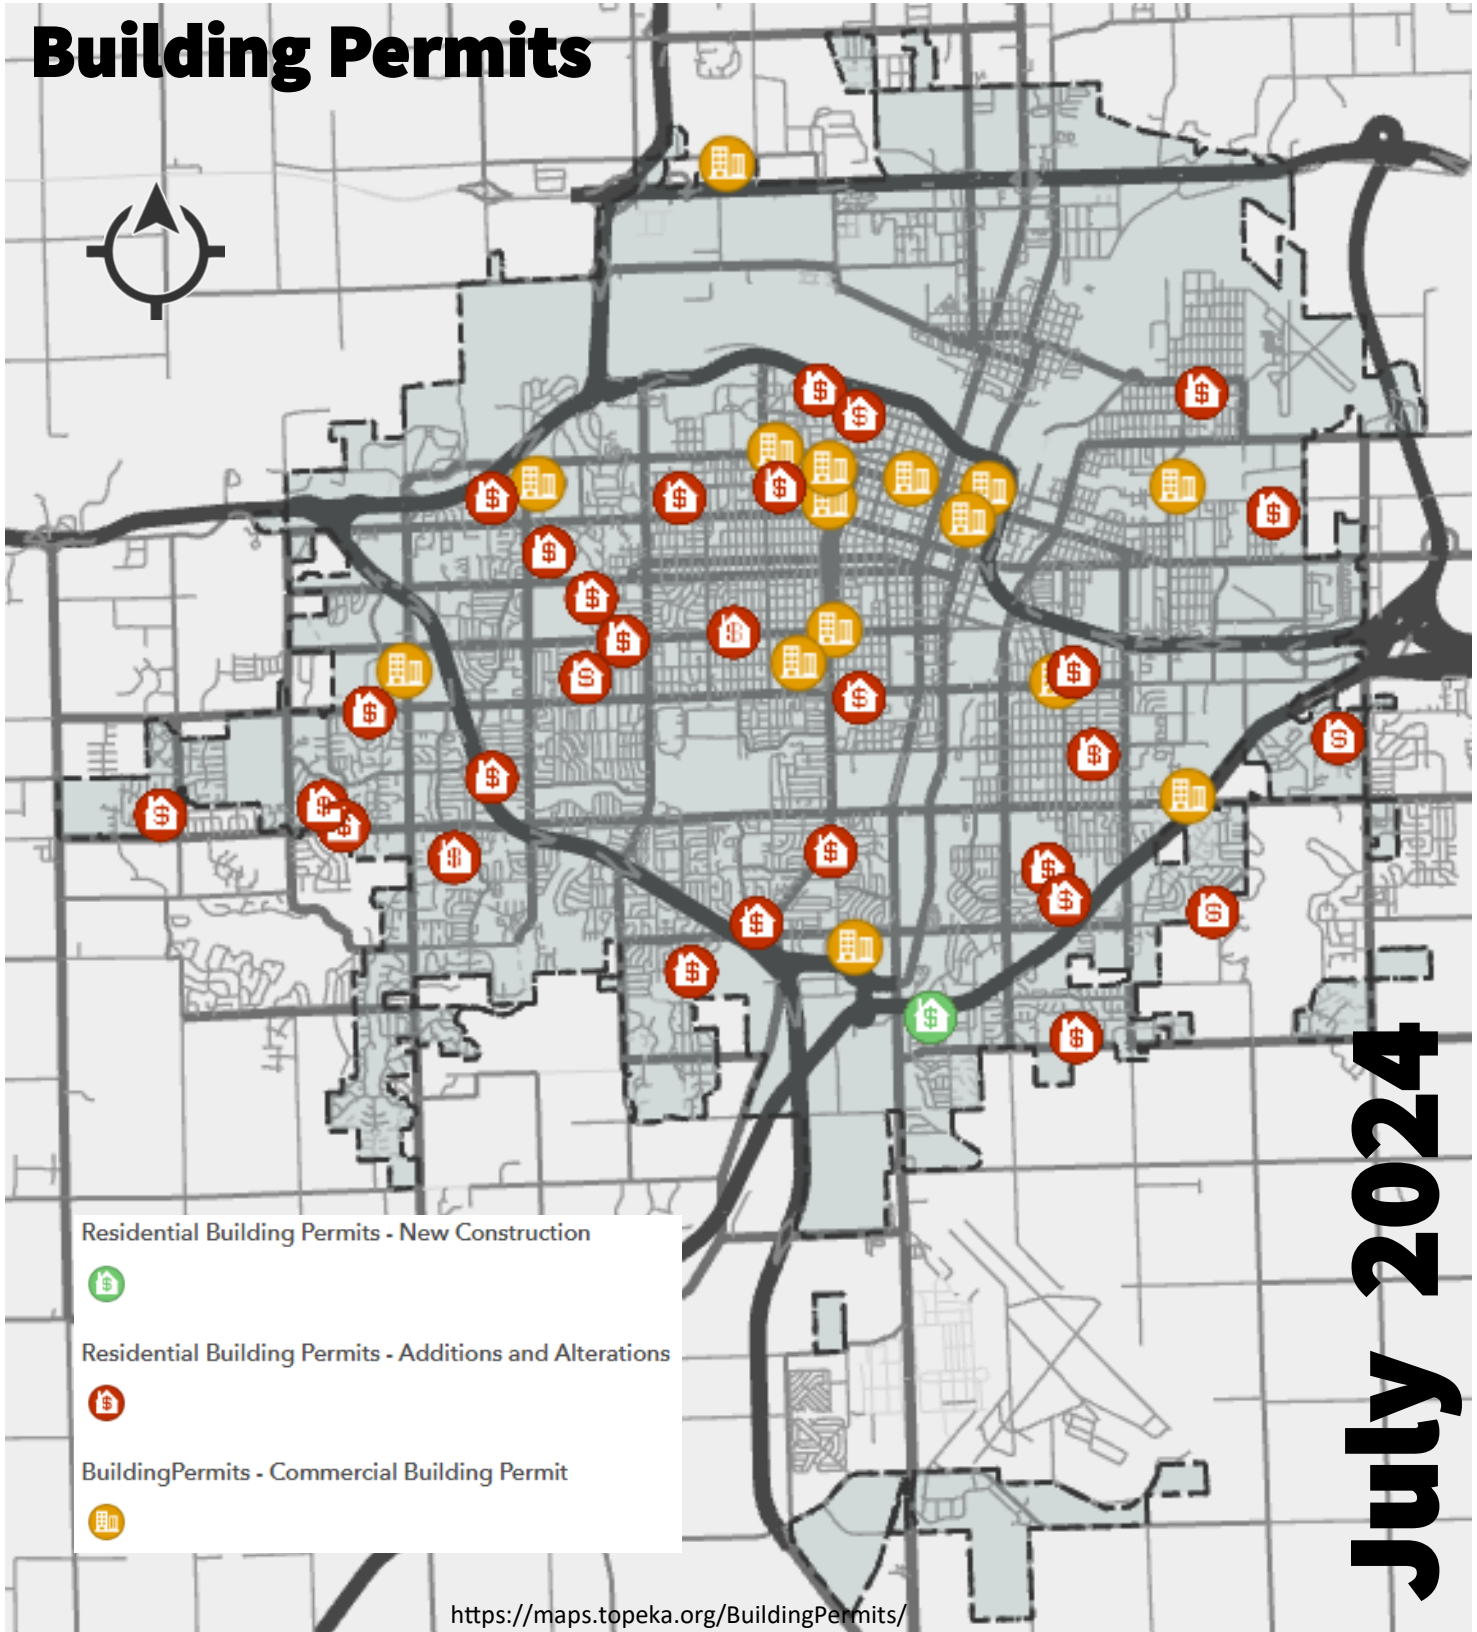 Building Permits
Residential Building Permits - New Construction
Residential Building Permits - Additions and Alterations
BuildingPermits - Commercial Building Permit
July 2024
https://maps.topeka.org/BuildingPermits/